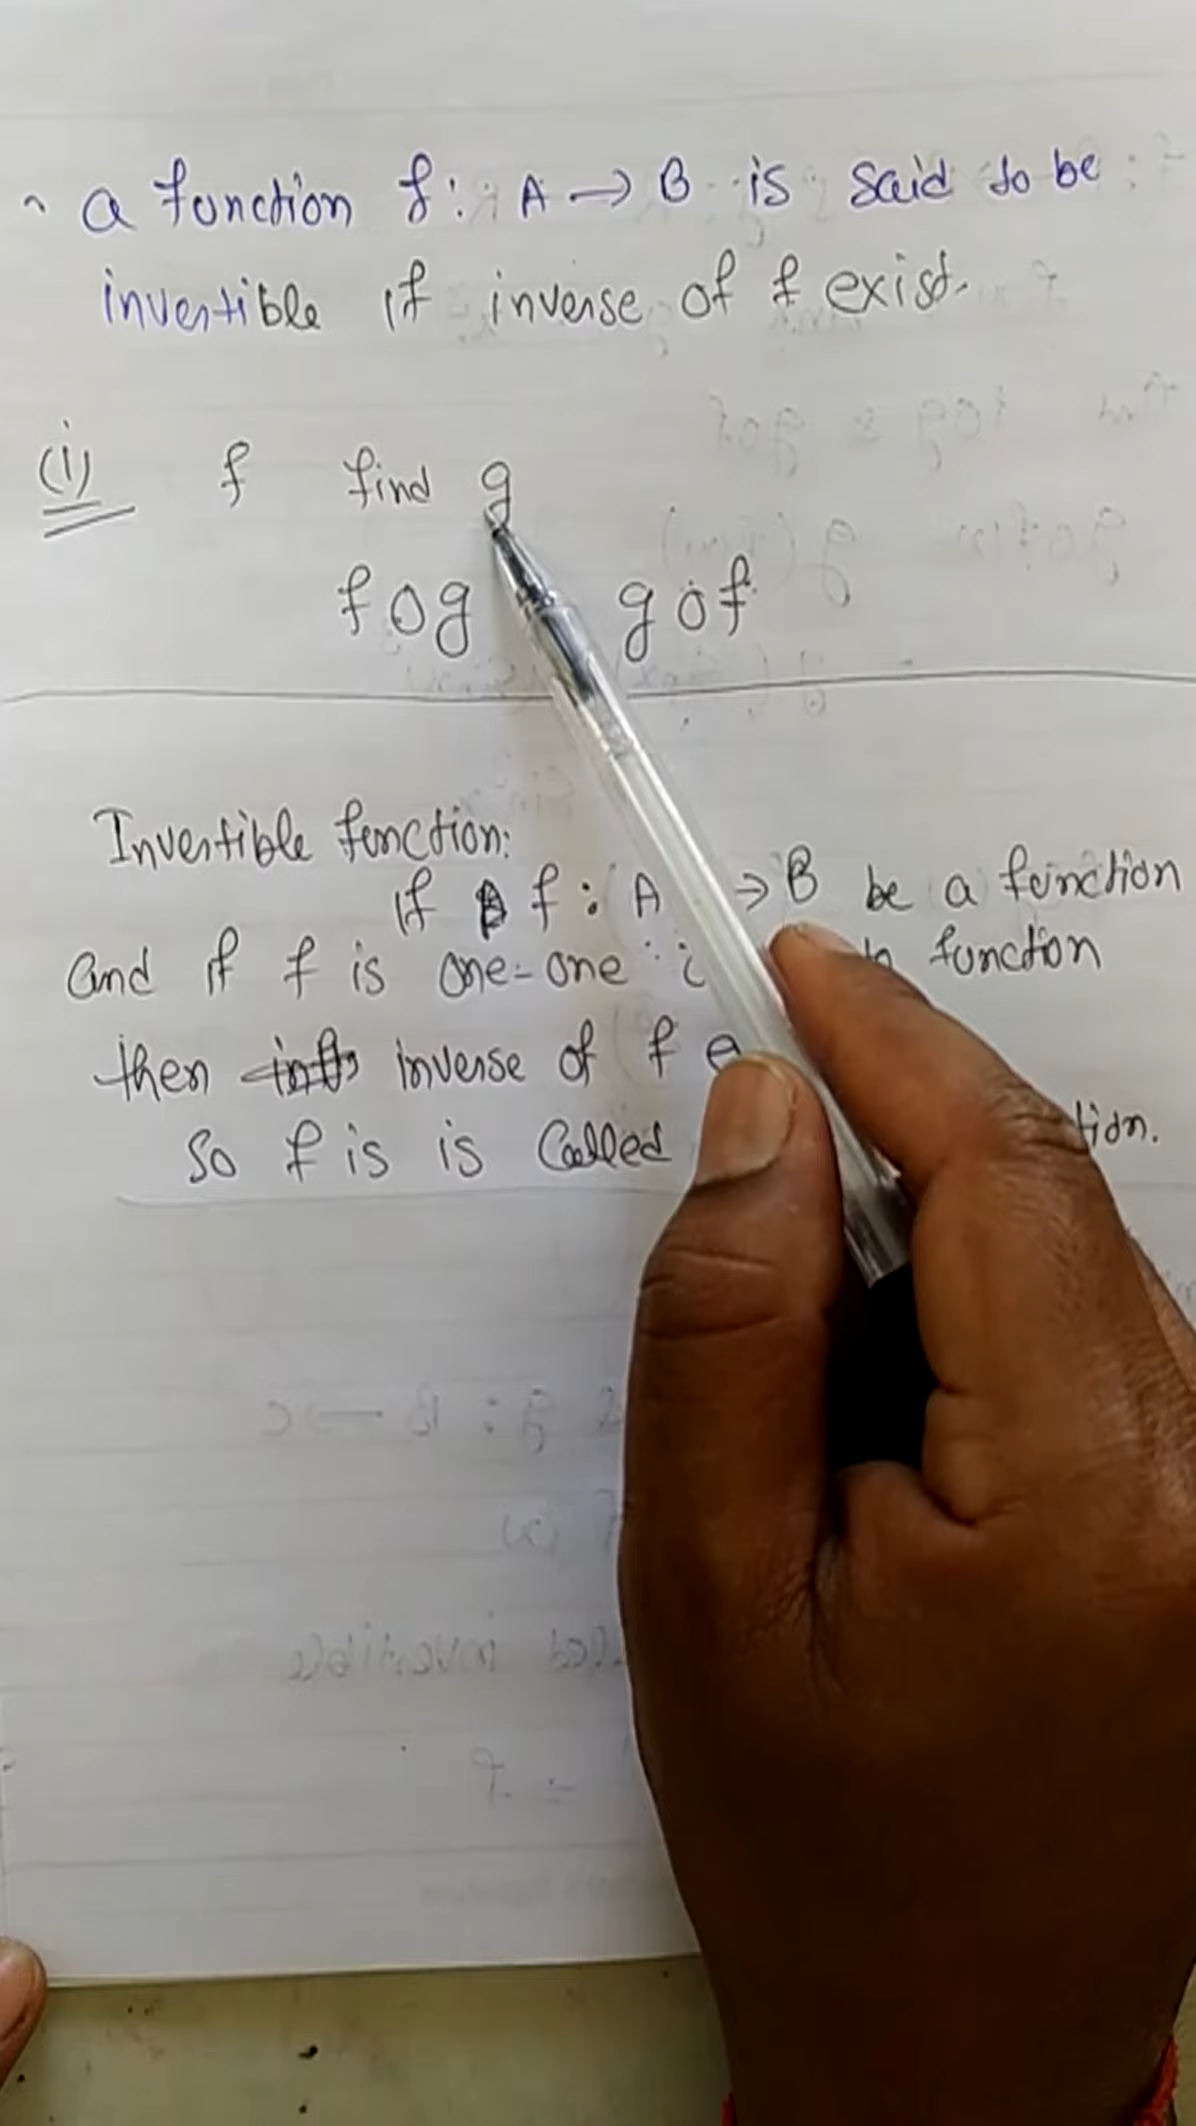 a function f : A → B is said to be
invertible if inverse of f exist.
(i) f find g
fog gof
Invertible function:
If f : A → B be a function
and if f is one-one function
then inverse of f
So f is is called